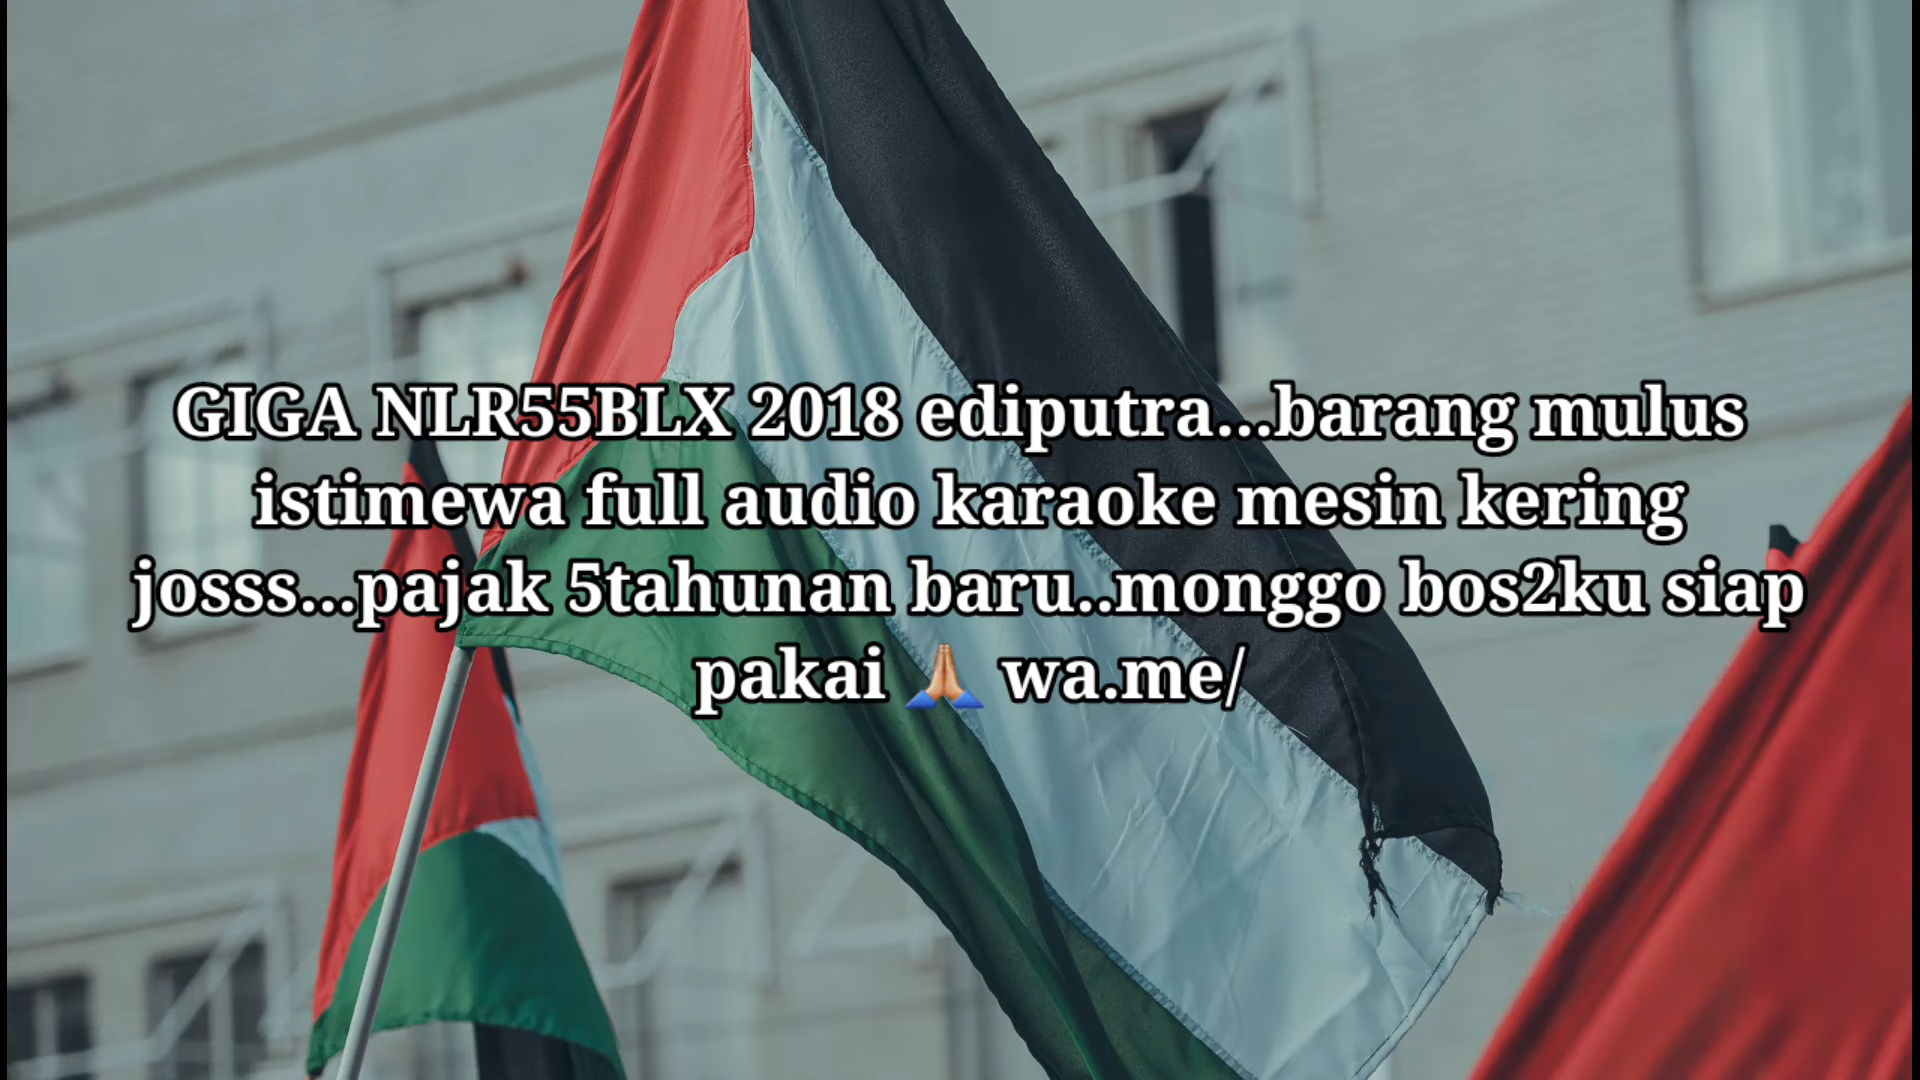 GIGA NLR55BLX 2018 ediputra...barang mulus
istimewa full audio karaoke mesin kering
josss...pajak 5tahunan baru..monggo bos2ku siap
pakai 🙏 wa.me/